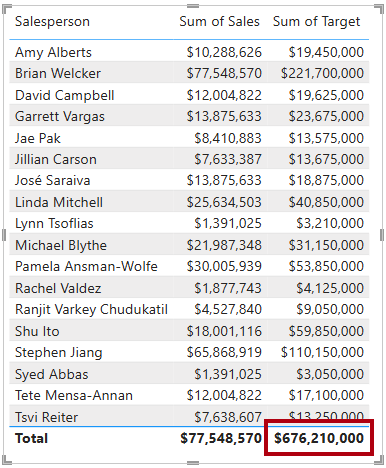 Salesperson Sum of Sales Sum of Target
Amy Alberts $10,288,626 $19,450,000
Brian Welcker $77,548,570 $221,700,000
David Campbell $12,004,822 $19,625,000
Garrett Vargas $13,875,633 $23,675,000
Jae Pak $8,410,883 $13,575,000
Jillian Carson $7,633,387 $13,675,000
José Saraiva $13,875,633 $18,875,000
Linda Mitchell $25,634,503 $40,850,000
Lynn Tsoflias $1,391,025 $3,210,000
Michael Blythe $21,987,348 $31,150,000
Pamela Ansman-Wolfe $30,005,939 $53,850,000
Rachel Valdez $1,877,743 $4,125,000
Ranjit Varkey Chudukatil $4,527,840 $9,050,000
Shu Ito $18,001,116 $59,850,000
Stephen Jiang $65,868,919 $110,150,000
Syed Abbas $1,391,025 $3,050,000
Tete Mensa-Annan $12,004,822 $17,100,000
Tsvi Reiter $7,638,607 $13,250,000
Total $77,548,570 $676,210,000